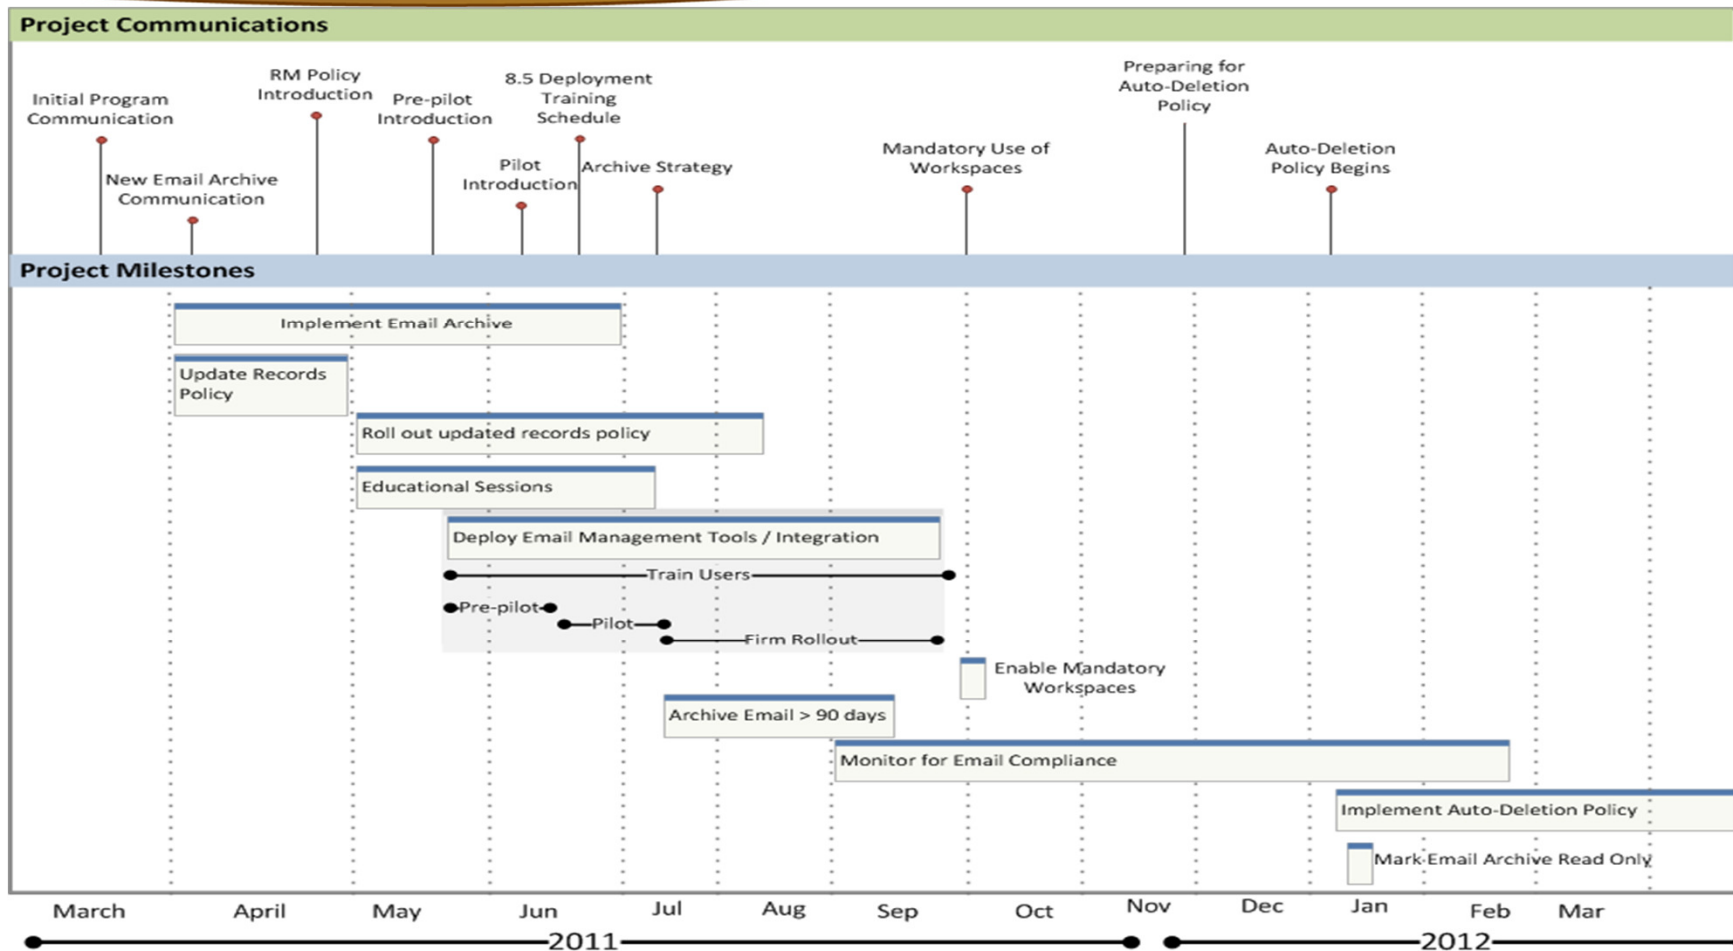 Project Communications
Initial Program
Communication
New Email Archive
Communication
RM Policy
Introduction
Pre-pilot
Introduction
Pilot
Introduction
8.5 Deployment
Training
Schedule
Archive Strategy
Mandatory Use of
Workspaces
Preparing for
Auto-Deletion
Policy
Auto-Deletion
Policy Begins
Project Milestones
Implement Email Archive
Update Records
Policy
Roll out updated records policy
Educational Sessions
Deploy Email Management Tools / Integration
Train Users
Pre-pilot
Pilot
Firm Rollout
Enable Mandatory
Workspaces
Archive Email > 90 days
Monitor for Email Compliance
Implement Auto-Deletion Policy
Mark Email Archive Read Only
March April May Jun Jul Aug Sep Oct Nov Dec Jan Feb Mar
2011 2012